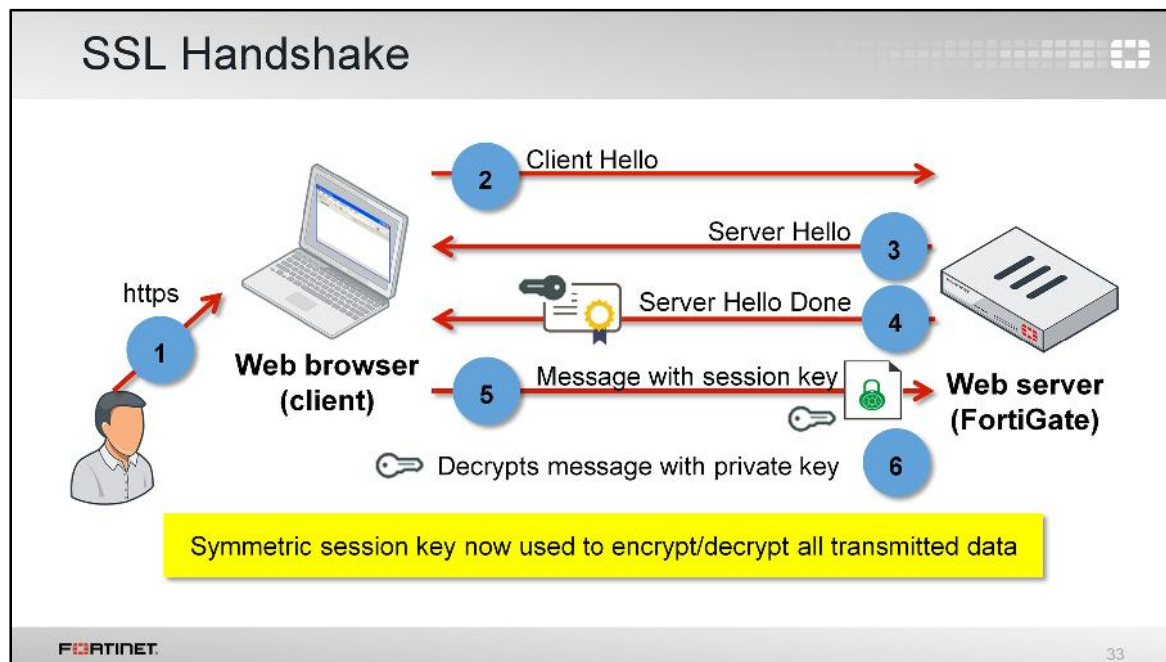 SSL Handshake
2
Client Hello
Server Hello
3
https
1
Server Hello Done
4
Web browser
(client)
5
Message with session key
Web server
(FortiGate)
Decrypts message with private key
6
Symmetric session key now used to encrypt/decrypt all transmitted data
FORTINET
33